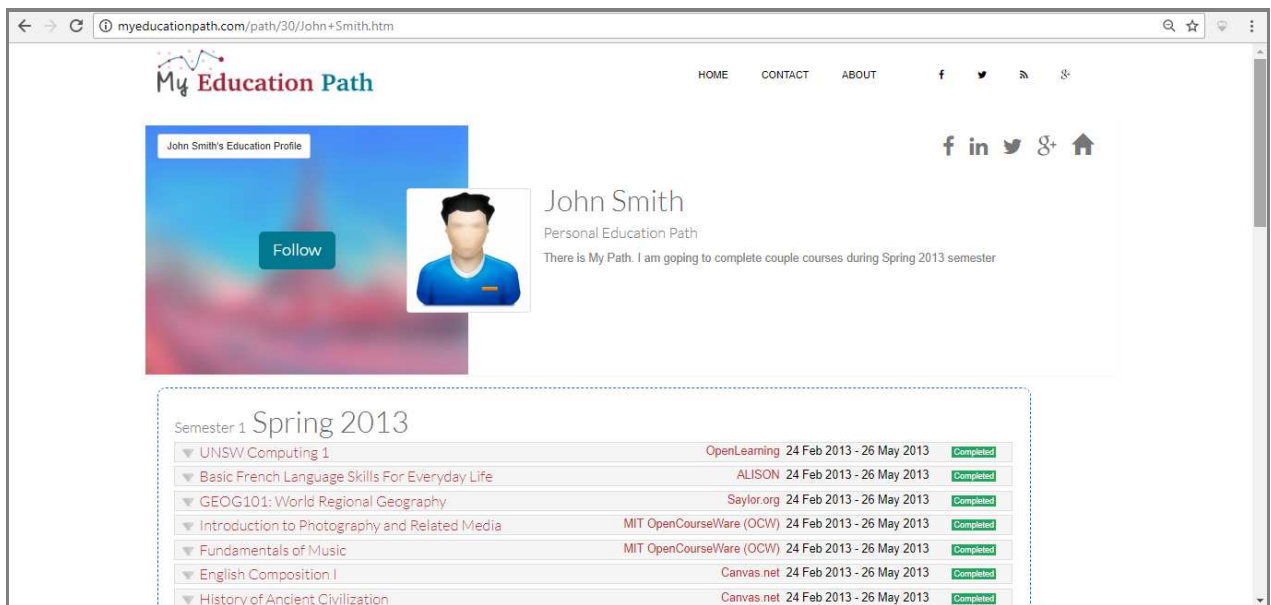 myeducationpath.com/path/30/John+Smith.htm
My Education Path
HOME CONTACT ABOUT
John Smith's Education Profile
Follow
John Smith
Personal Education Path
There is My Path. I am goping to complete couple courses during Spring 2013 semester
Semester 1 Spring 2013
UNSW Computing 1 OpenLearning 24 Feb 2013 - 26 May 2013 Completed
Basic French Language Skills For Everyday Life ALISON 24 Feb 2013 - 26 May 2013 Completed
GEOG101: World Regional Geography Saylor.org 24 Feb 2013 - 26 May 2013 Completed
Introduction to Photography and Related Media MIT OpenCourseWare (OCW) 24 Feb 2013 - 26 May 2013 Completed
Fundamentals of Music MIT OpenCourseWare (OCW) 24 Feb 2013 - 26 May 2013 Completed
English Composition I Canvas.net 24 Feb 2013 - 26 May 2013 Completed
History of Ancient Civilization Canvas.net 24 Feb 2013 - 26 May 2013 Completed